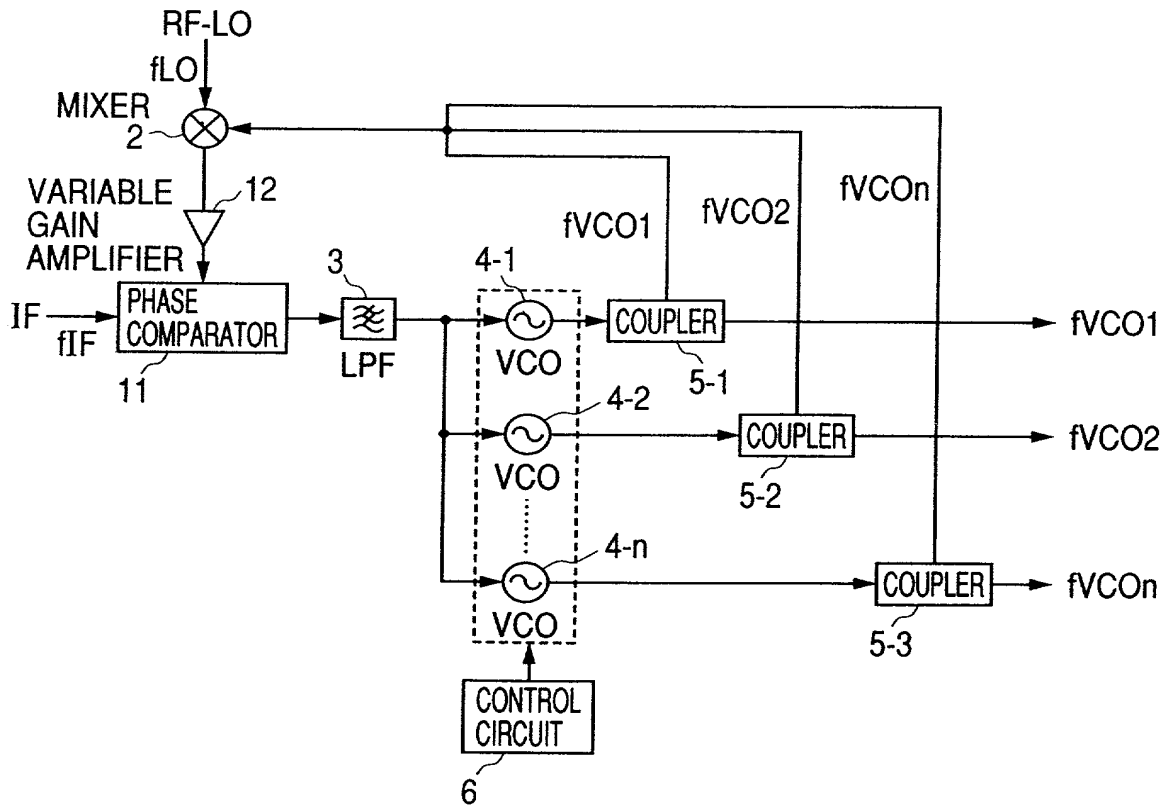 RF-LO
fLO
MIXER
2
VARIABLE
GAIN
AMPLIFIER
12
IF
fIF
PHASE
COMPARATOR
11
3
LPF
4-1
VCO
4-2
VCO
4-n
VCO
CONTROL
CIRCUIT
6
fVCO1
fVCO2
fVCOn
COUPLER
5-1
fVCO1
COUPLER
5-2
fVCO2
COUPLER
5-3
fVCOn